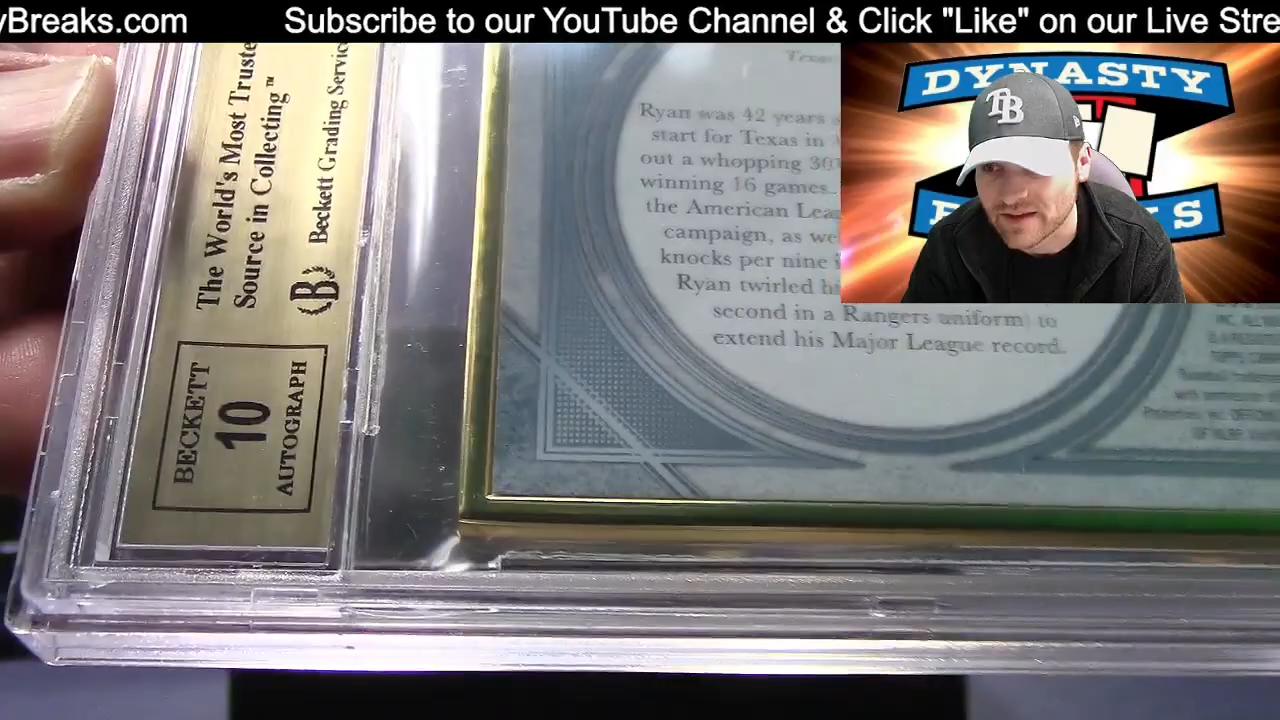 yBreaks.com Subscribe to our YouTube Channel & Click "Like" on our Live Stre
DYNASTY
TB
The World's Most Truste
Source in Collecting™
Beckett Grading Servic
B
BECKETT
10
AUTOGRAPH
Texas
Ryan was 42 years
start for Texas in
out a whopping 301
winning 16 games.
the American Lea
campaign, as we
knocks per nine
Ryan twirled hi
second in a Rangers uniform) to
extend his Major League record.